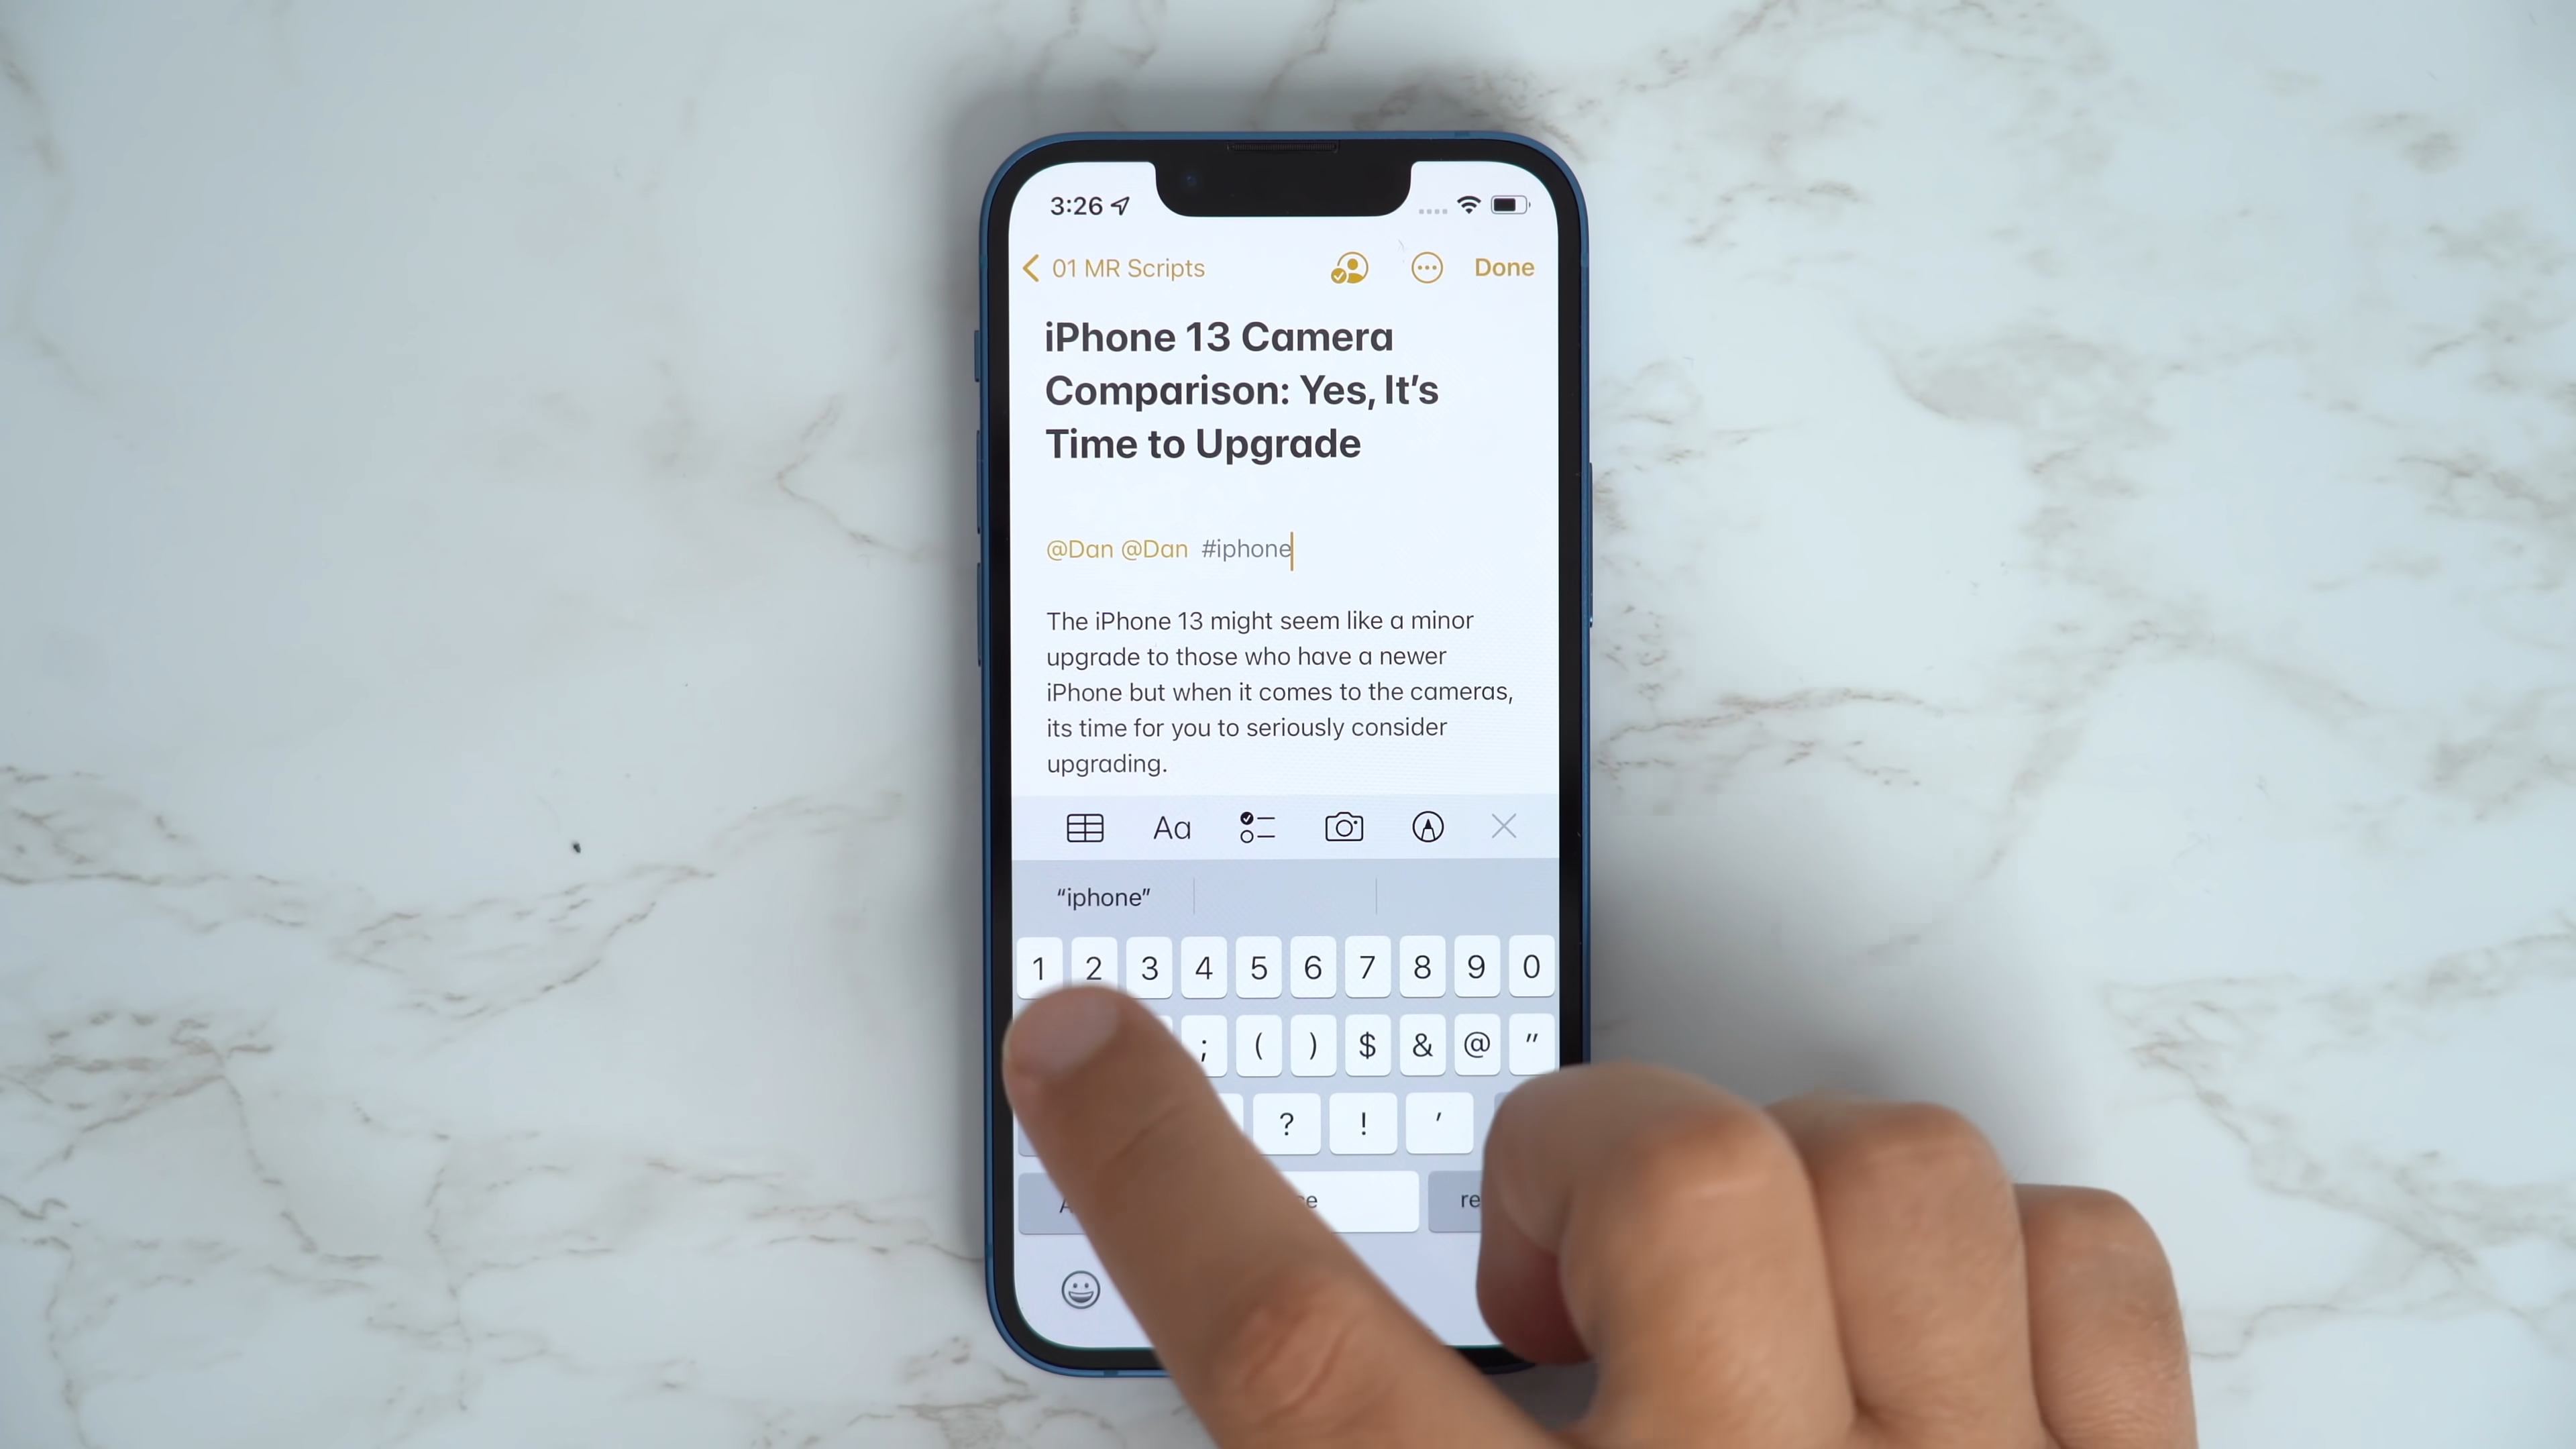 3:26
01 MR Scripts Done
iPhone 13 Camera
Comparison: Yes, It’s
Time to Upgrade
@Dan @Dan #iphone
The iPhone 13 might seem like a minor
upgrade to those who have a newer
iPhone but when it comes to the cameras,
its time for you to seriously consider
upgrading.
Aa
“iphone”
1 2 3 4 5 6 7 8 9 0
; ( ) $ & @ "
? ! '